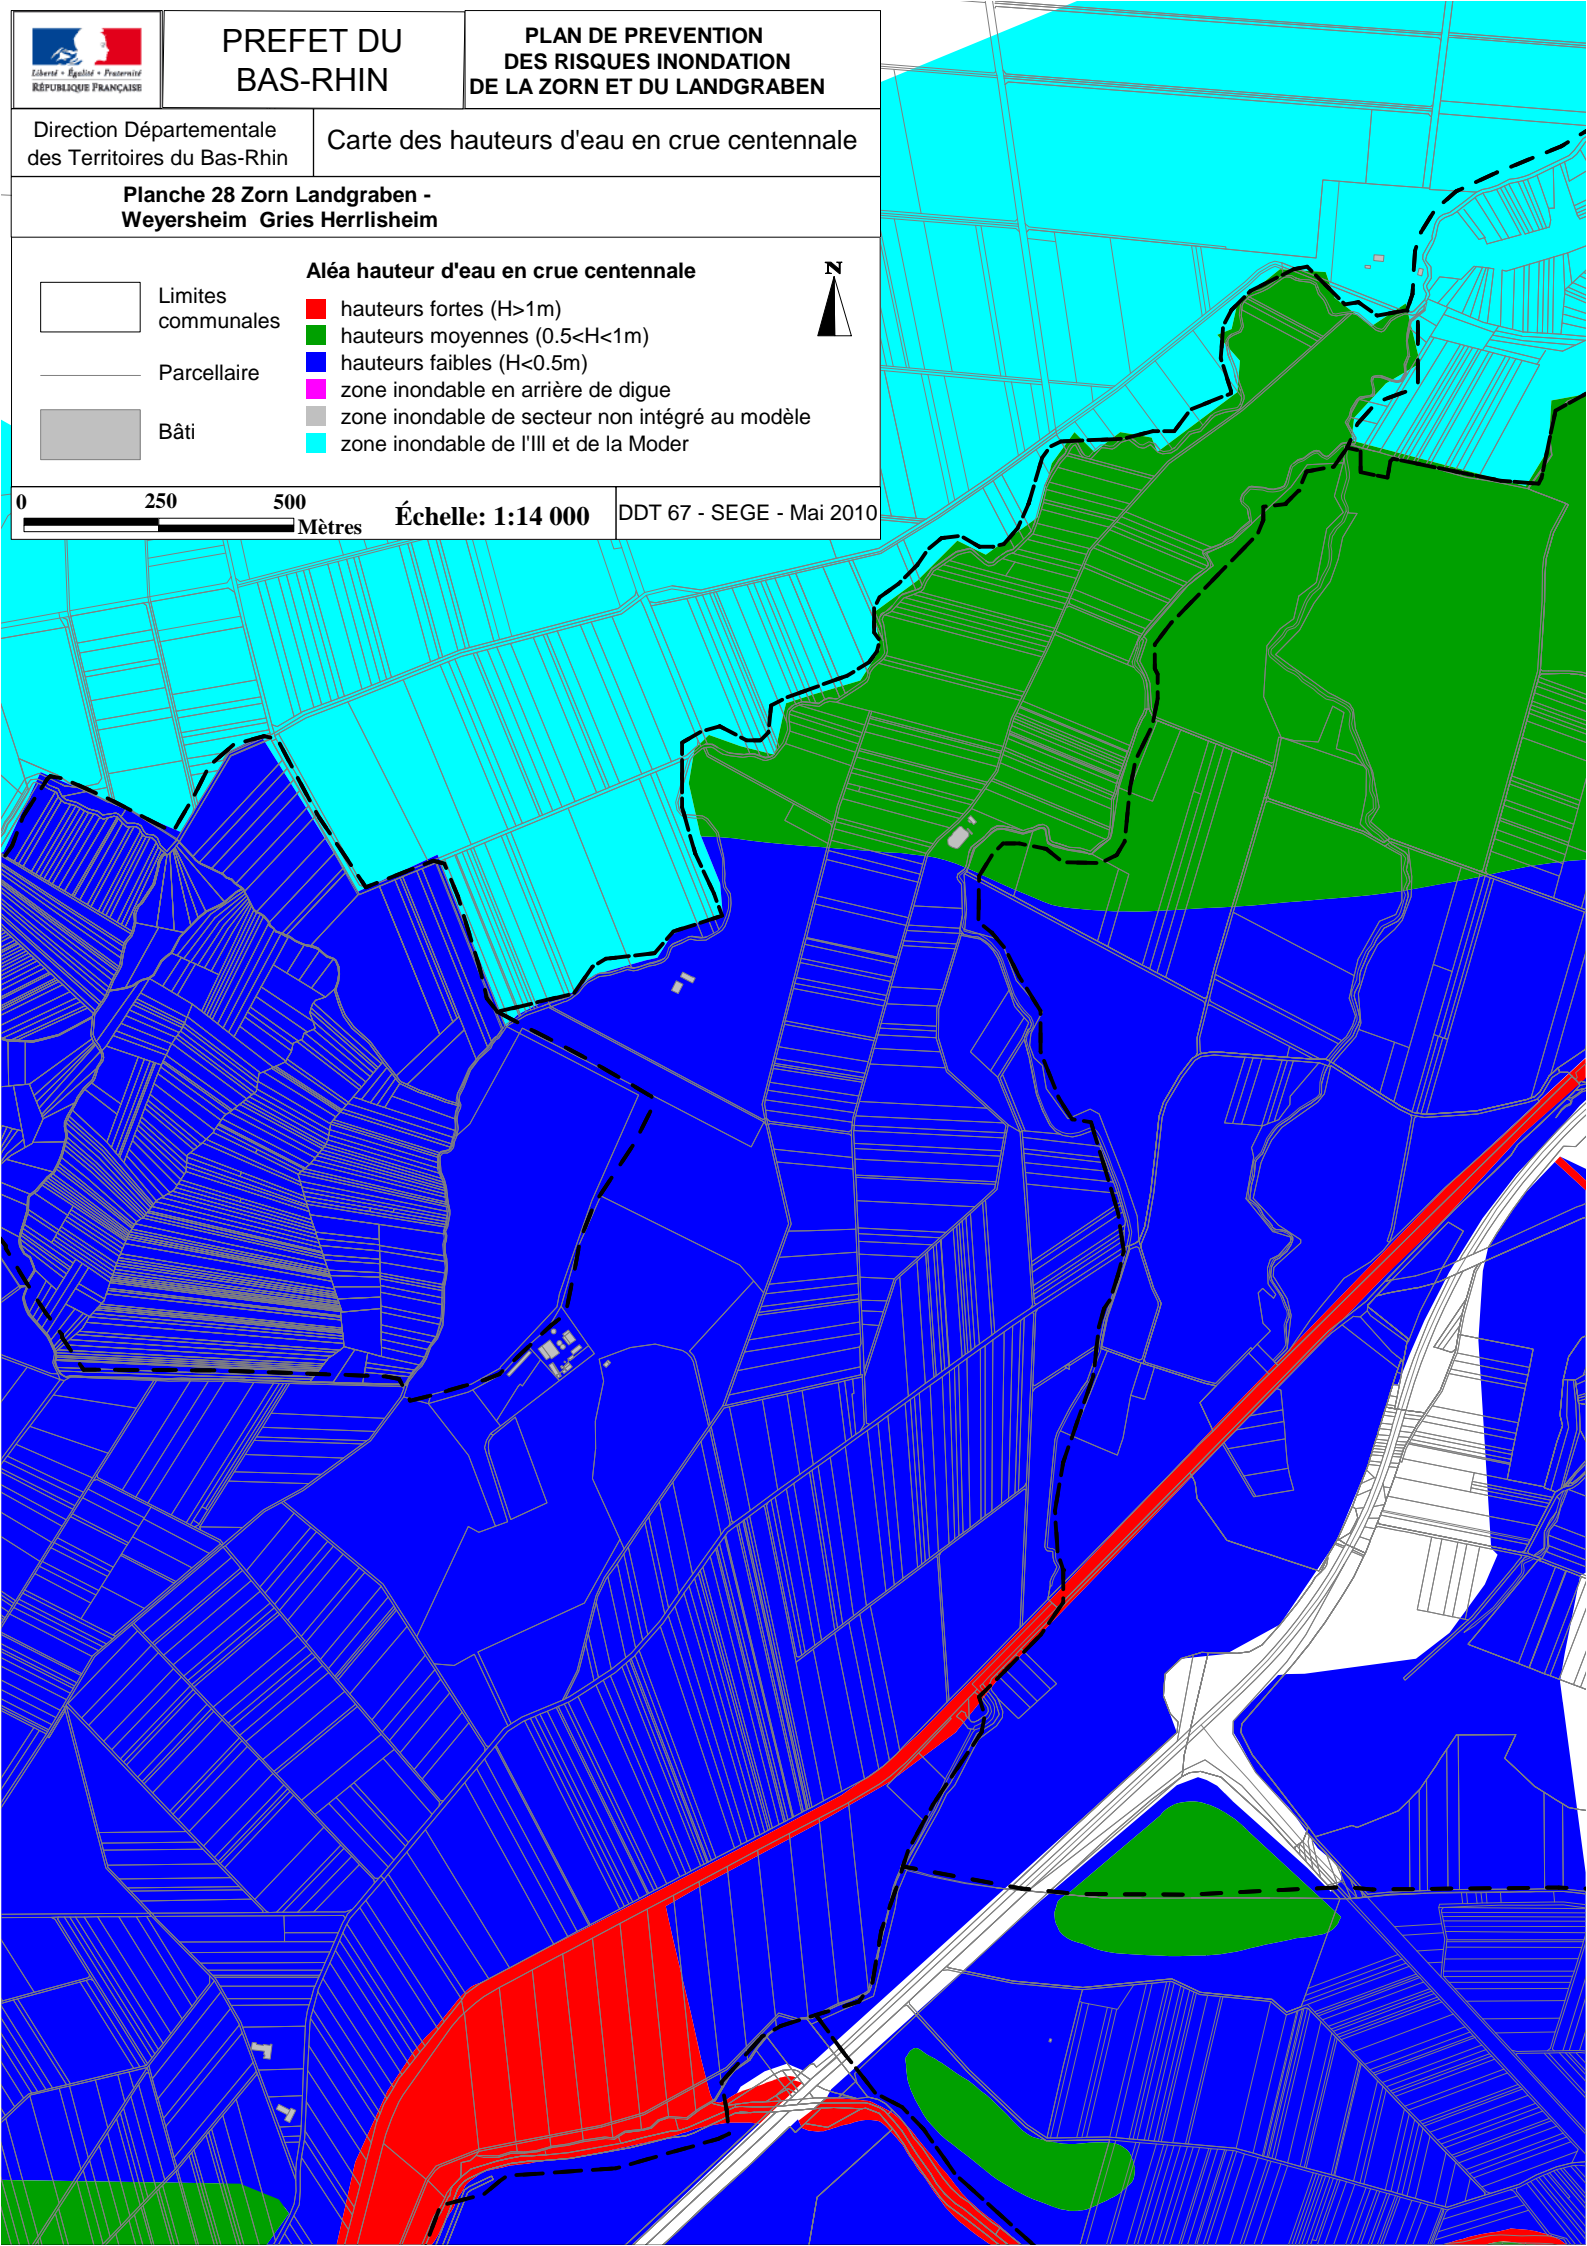 Liberté • Égalité • Fraternité
RÉPUBLIQUE FRANÇAISE
PREFET DU
BAS-RHIN
PLAN DE PREVENTION
DES RISQUES INONDATION
DE LA ZORN ET DU LANDGRABEN
Direction Départementale
des Territoires du Bas-Rhin
Carte des hauteurs d'eau en crue centennale
Planche 28 Zorn Landgraben -
Weyersheim Gries Herrlisheim
Limites
communales
Parcellaire
Bâti
Aléa hauteur d'eau en crue centennale
hauteurs fortes (H>1m)
hauteurs moyennes (0.5<H<1m)
hauteurs faibles (H<0.5m)
zone inondable en arrière de digue
zone inondable de secteur non intégré au modèle
zone inondable de l'Ill et de la Moder
N
0 250 500
Mètres
Échelle: 1:14 000
DDT 67 - SEGE - Mai 2010